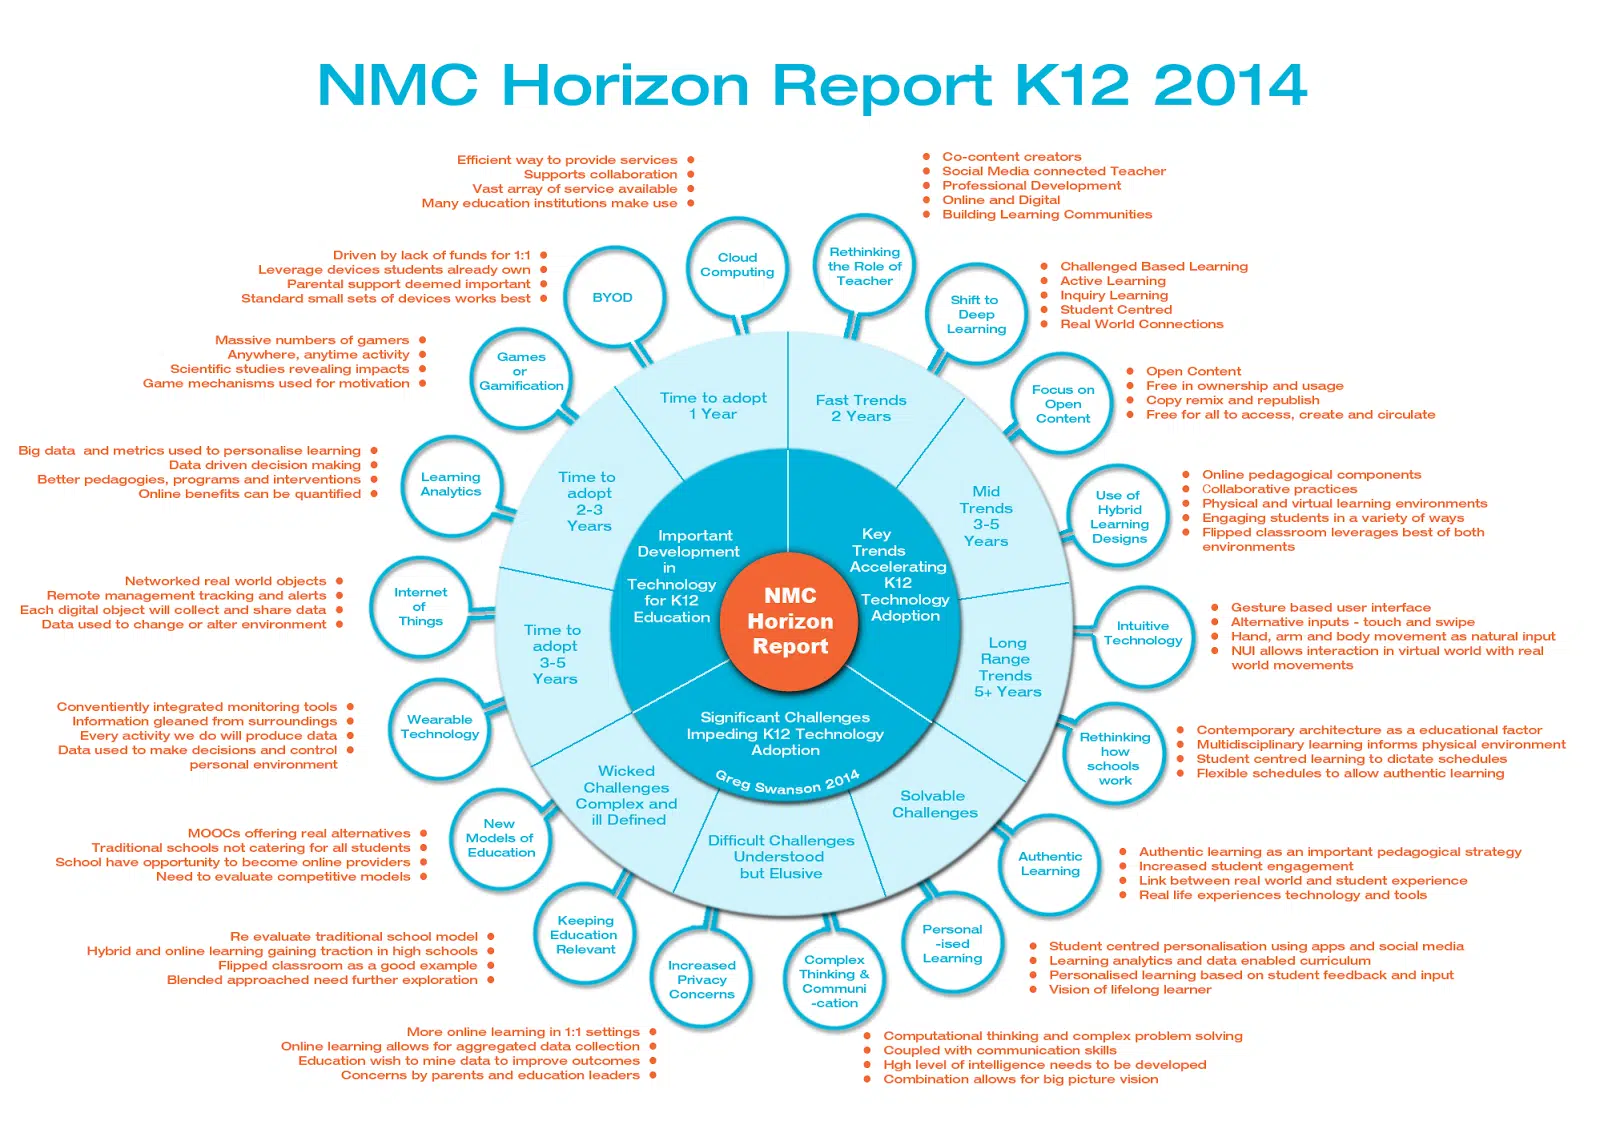 NMC Horizon Report K12 2014
Efficient way to provide services
Supports collaboration
Vast array of service available
Many education institutions make use
Co-content creators
Social Media connected Teacher
Professional Development
Online and Digital
Building Learning Communities
Cloud
Computing
Rethinking
the Role of
Teacher
Driven by lack of funds for 1:1
Leverage devices students already own
Parental support deemed important
Standard small sets of devices works best
BYOD
Shift to
Deep
Learning
Challenged Based Learning
Active Learning
Inquiry Learning
Student Centred
Real World Connections
Massive numbers of gamers
Anywhere, anytime activity
Scientific studies revealing impacts
Game mechanisms used for motivation
Games
or
Gamification
Focus on
Open
Content
Open Content
Free in ownership and usage
Copy remix and republish
Free for all to access, create and circulate
Time to adopt
1 Year
Fast Trends
2 Years
Big data and metrics used to personalise learning
Data driven decision making
Better pedagogies, programs and interventions
Online benefits can be quantified
Learning
Analytics
Time to
adopt
2-3
Years
Mid
Trends
3-5
Years
Use of
Hybrid
Learning
Designs
Online pedagogical components
Collaborative practices
Physical and virtual learning environments
Engaging students in a variety of ways
Flipped classroom leverages best of both
environments
Important
Development
in
Technology
for K12
Education
Key
Trends
Accelerating
K12
Technology
Adoption
NMC
Horizon
Report
Networked real world objects
Remote management tracking and alerts
Each digital object will collect and share data
Data used to change or alter environment
Internet
of
Things
Time to
adopt
3-5
Years
Long
Range
Trends
5+ Years
Intuitive
Technology
Gesture based user interface
Alternative inputs - touch and swipe
Hand, arm and body movement as natural input
NUI allows interaction in virtual world with real
world movements
Conventiently integrated monitoring tools
Information gleaned from surroundings
Every activity we do will produce data
Data used to make decisions and control
personal environment
Wearable
Technology
Significant Challenges
Impeding K12 Technology
Adoption
Greg Swanson 2014
Rethinking
how
schools
work
Contemporary architecture as a educational factor
Multidisciplinary learning informs physical environment
Student centred learning to dictate schedules
Flexible schedules to allow authentic learning
Wicked
Challenges
Complex and
ill Defined
Difficult Challenges
Understood
but Elusive
Solvable
Challenges
MOOCs offering real alternatives
Traditional schools not catering for all students
School have opportunity to become online providers
Need to evaluate competitive models
New
Models of
Education
Authentic
Learning
Authentic learning as an important pedagogical strategy
Increased student engagement
Link between real world and student experience
Real life experiences technology and tools
Re evaluate traditional school model
Hybrid and online learning gaining traction in high schools
Flipped classroom as a good example
Blended approached need further exploration
Keeping
Education
Relevant
Personal
-ised
Learning
Student centred personalisation using apps and social media
Learning analytics and data enabled curriculum
Personalised learning based on student feedback and input
Vision of lifelong learner
Increased
Privacy
Concerns
Complex
Thinking &
Communi
-cation
More online learning in 1:1 settings
Online learning allows for aggregated data collection
Education wish to mine data to improve outcomes
Concerns by parents and education leaders
Computational thinking and complex problem solving
Coupled with communication skills
Hgh level of intelligence needs to be developed
Combination allows for big picture vision